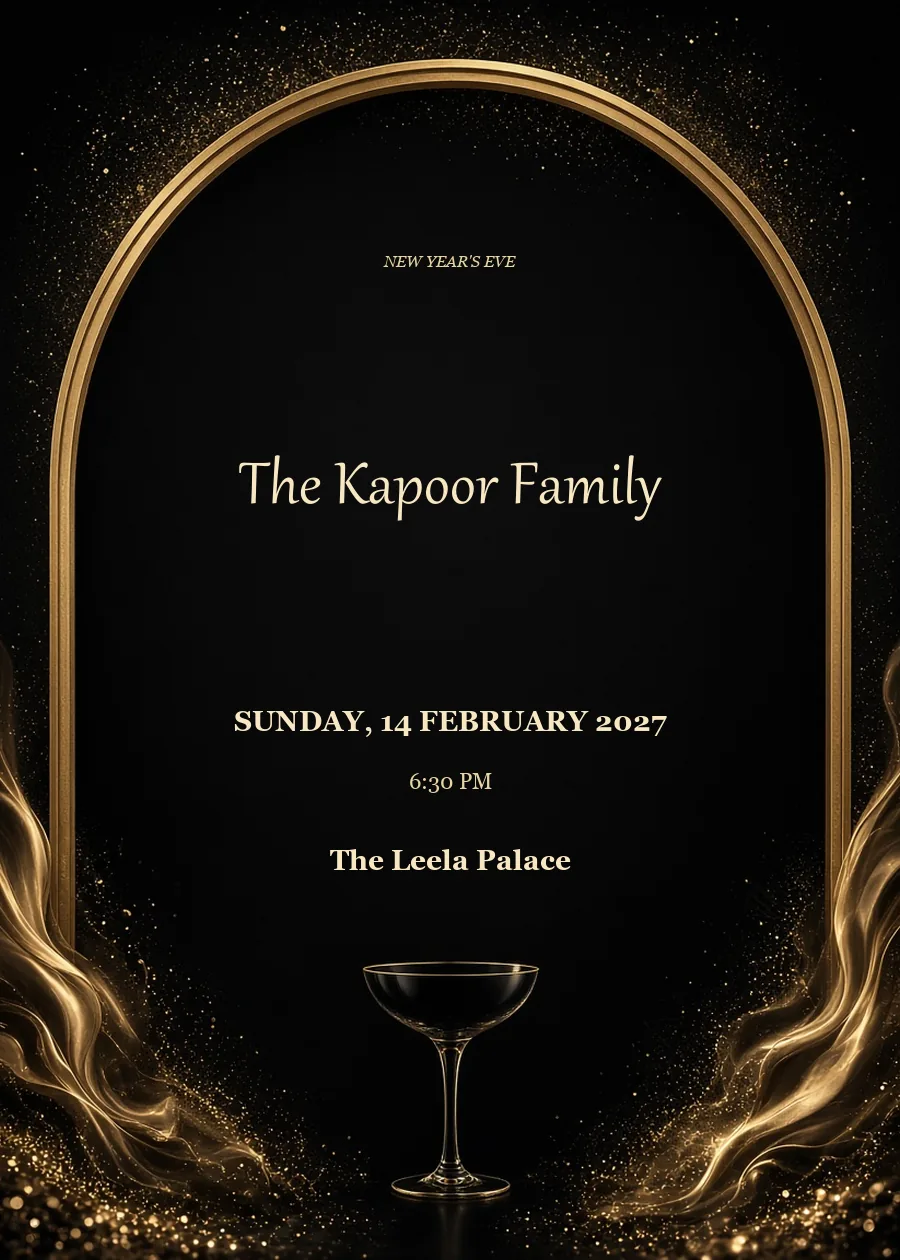 NEW YEAR'S EVE
The Kapoor Family
SUNDAY, 14 FEBRUARY 2027
6:30 PM
The Leela Palace